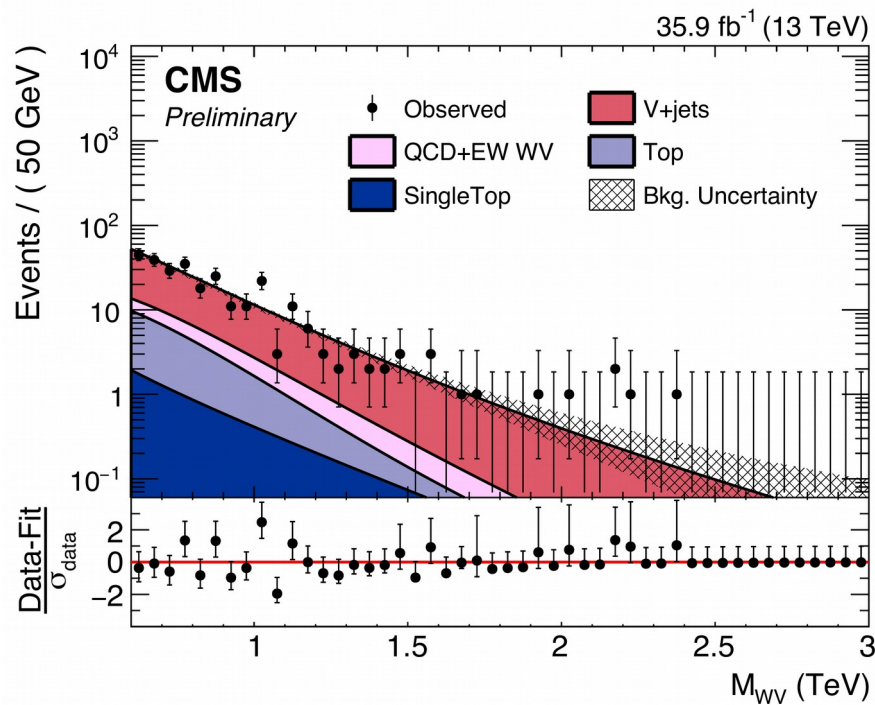 35.9 fb⁻¹ (13 TeV)
Events / ( 50 GeV )
10⁴
10³
10²
10
1
10⁻¹
CMS
Preliminary
Observed
V+jets
QCD+EW WV
Top
SingleTop
Bkg. Uncertainty
Data-Fit
σdata
2
0
−2
1
1.5
2
2.5
3
M_WV (TeV)